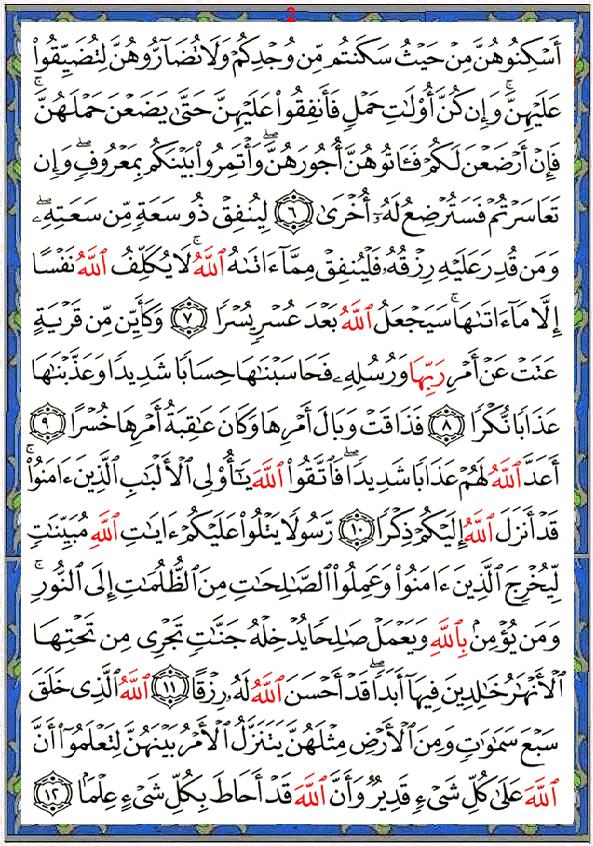 2
أَسْكِنُوهُنَّ مِنْ حَيْثُ سَكَنتُم مِّن وُجْدِكُمْ وَلَا تُضَآرُّوهُنَّ لِتُضَيِّقُوا۟
عَلَيْهِنَّ ۚ وَإِن كُنَّ أُو۟لَٰتِ حَمْلٍ فَأَنفِقُوا۟ عَلَيْهِنَّ حَتَّىٰ يَضَعْنَ حَمْلَهُنَّ ۚ
فَإِنْ أَرْضَعْنَ لَكُمْ فَـَٔاتُوهُنَّ أُجُورَهُنَّ ۖ وَأْتَمِرُوا۟ بَيْنَكُم بِمَعْرُوفٍ ۖ وَإِن
تَعَاسَرْتُمْ فَسَتُرْضِعُ لَهُۥٓ أُخْرَىٰ ٦ لِيُنفِقْ ذُو سَعَةٍ مِّن سَعَتِهِۦ ۖ
وَمَن قُدِرَ عَلَيْهِ رِزْقُهُۥ فَلْيُنفِقْ مِمَّآ ءَاتَىٰهُ ٱللَّهُ ۚ لَا يُكَلِّفُ ٱللَّهُ نَفْسًا
إِلَّا مَآ ءَاتَىٰهَا ۚ سَيَجْعَلُ ٱللَّهُ بَعْدَ عُسْرٍ يُسْرًا ٧ وَكَأَيِّن مِّن قَرْيَةٍ
عَتَتْ عَنْ أَمْرِ رَبِّهَا وَرُسُلِهِۦ فَحَاسَبْنَٰهَا حِسَابًا شَدِيدًا وَعَذَّبْنَٰهَا
عَذَابًا نُّكْرًا ٨ فَذَاقَتْ وَبَالَ أَمْرِهَا وَكَانَ عَٰقِبَةُ أَمْرِهَا خُسْرًا ٩
أَعَدَّ ٱللَّهُ لَهُمْ عَذَابًا شَدِيدًا ۖ فَٱتَّقُوا۟ ٱللَّهَ يَٰٓأُو۟لِى ٱلْأَلْبَٰبِ ٱلَّذِينَ ءَامَنُوا۟ ۚ
قَدْ أَنزَلَ ٱللَّهُ إِلَيْكُمْ ذِكْرًا ١٠ رَّسُولًا يَتْلُوا۟ عَلَيْكُمْ ءَايَٰتِ ٱللَّهِ مُبَيِّنَٰتٍ
لِّيُخْرِجَ ٱلَّذِينَ ءَامَنُوا۟ وَعَمِلُوا۟ ٱلصَّٰلِحَٰتِ مِنَ ٱلظُّلُمَٰتِ إِلَى ٱلنُّورِ ۚ
وَمَن يُؤْمِنۢ بِٱللَّهِ وَيَعْمَلْ صَٰلِحًا يُدْخِلْهُ جَنَّٰتٍ تَجْرِى مِن تَحْتِهَا
ٱلْأَنْهَٰرُ خَٰلِدِينَ فِيهَآ أَبَدًا ۖ قَدْ أَحْسَنَ ٱللَّهُ لَهُۥ رِزْقًا ١١ ٱللَّهُ ٱلَّذِى خَلَقَ
سَبْعَ سَمَٰوَٰتٍ وَمِنَ ٱلْأَرْضِ مِثْلَهُنَّ يَتَنَزَّلُ ٱلْأَمْرُ بَيْنَهُنَّ لِتَعْلَمُوٓا۟ أَنَّ
ٱللَّهَ عَلَىٰ كُلِّ شَىْءٍ قَدِيرٌ وَأَنَّ ٱللَّهَ قَدْ أَحَاطَ بِكُلِّ شَىْءٍ عِلْمًۢا ١٢